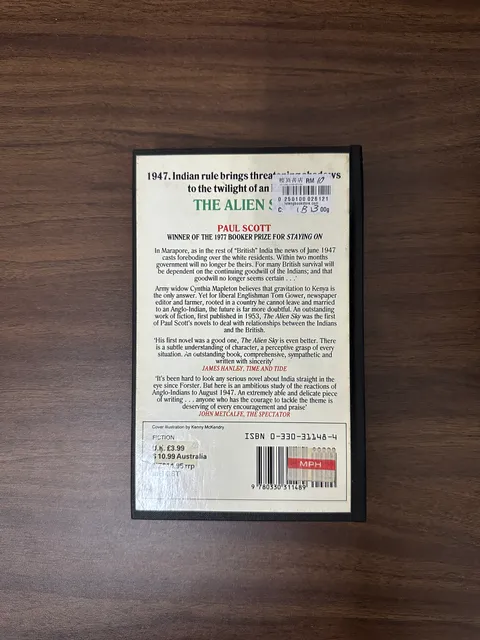 1947. Indian rule brings threatening shadows
to the twilight of an
THE ALIEN S
RM 10
0 250100 026121
PAUL SCOTT
WINNER OF THE 1977 BOOKER PRIZE FOR STAYING ON
In Marapore, as in the rest of "British" India the news of June 1947
casts foreboding over the white residents. Within two months
government will no longer be theirs. For many British survival will
be dependent on the continuing goodwill of the Indians; and that
goodwill no longer seems certain . . .'
Army widow Cynthia Mapleton believes that gravitation to Kenya is
the only answer. Yet for liberal Englishman Tom Gower, newspaper
editor and farmer, rooted in a country he cannot leave and married
to an Anglo-Indian, the future is far more doubtful. An outstanding
work of fiction, first published in 1953, The Alien Sky was the first
of Paul Scott's novels to deal with relationships between the Indians
and the British.
'His first novel was a good one, The Alien Sky is even better. There
is a subtle understanding of character, a perceptive grasp of every
situation. An outstanding book, comprehensive, sympathetic and
written with sincerity'
JAMES HANLEY, TIME AND TIDE
'It's been hard to look any serious novel about India straight in the
eye since Forster. But here is an ambitious study of the reactions of
Anglo-Indians to August 1947. An extremely able and delicate piece
of writing . . . anyone who has the courage to tackle the theme is
deserving of every encouragement and praise'
JOHN METCALFE, THE SPECTATOR
Cover illustration by Kenny McKendry
FICTION
U.K. £3.99
$10.99 Australia
rrp
ISBN 0-330-31148-4
MPH
9 780330 311489